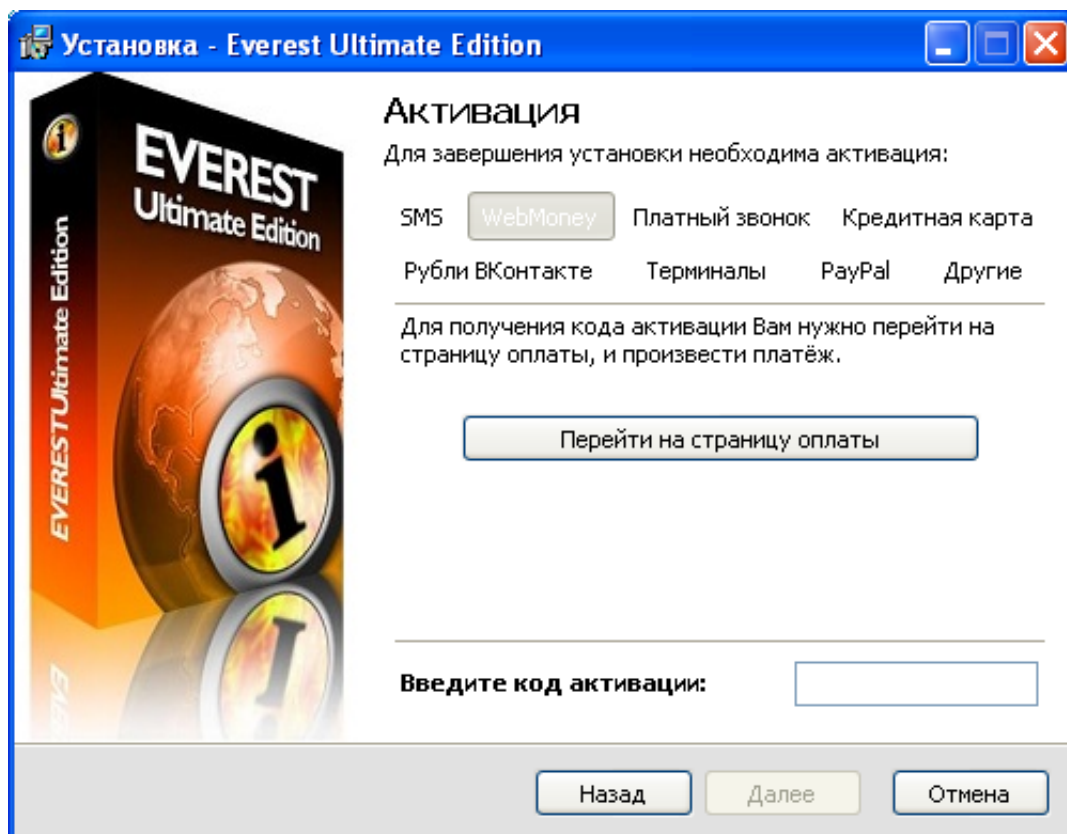 Установка - Everest Ultimate Edition
EVEREST
Ultimate Edition
EVEREST Ultimate Edition
Активация
Для завершения установки необходима активация:
SMS WebMoney Платный звонок Кредитная карта
Рубли ВКонтакте Терминалы PayPal Другие
Для получения кода активации Вам нужно перейти на
страницу оплаты, и произвести платёж.
Перейти на страницу оплаты
Введите код активации:
Назад Далее Отмена